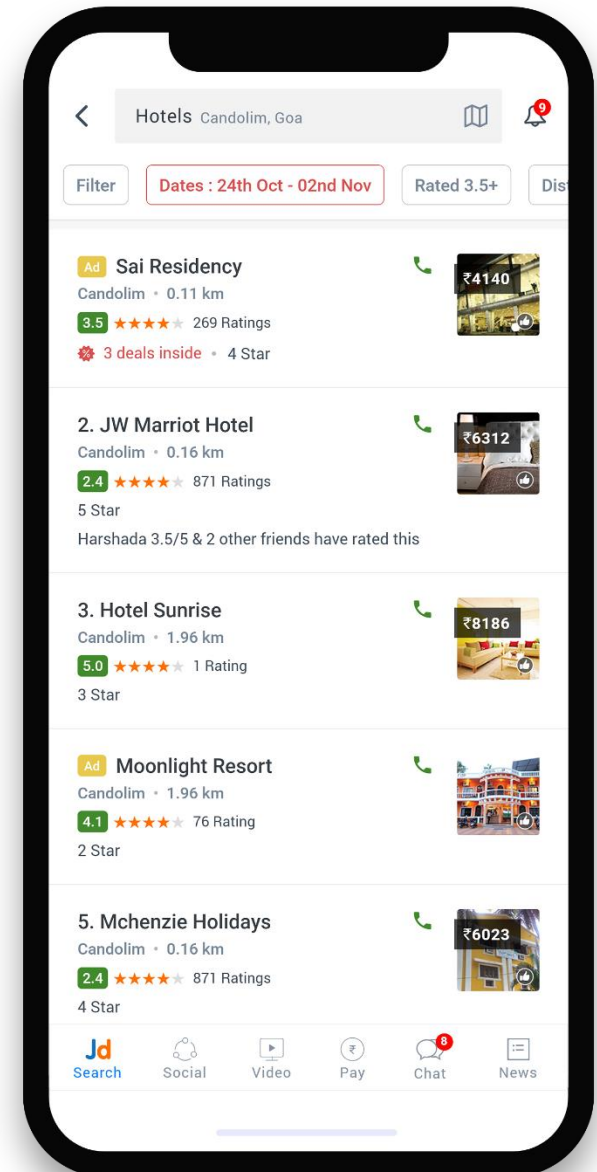 Hotels Candolim, Goa
9
Filter
Dates : 24th Oct - 02nd Nov
Rated 3.5+
Dis
Ad Sai Residency
₹4140
Candolim • 0.11 km
3.5 269 Ratings
3 deals inside • 4 Star
2. JW Marriot Hotel
₹6312
Candolim • 0.16 km
2.4 871 Ratings
5 Star
Harshada 3.5/5 & 2 other friends have rated this
3. Hotel Sunrise
₹8186
Candolim • 1.96 km
5.0 1 Rating
3 Star
Ad Moonlight Resort
Candolim • 1.96 km
4.1 76 Rating
2 Star
5. Mchenzie Holidays
₹6023
Candolim • 0.16 km
2.4 871 Ratings
4 Star
Jd
₹
8
Search Social Video Pay Chat News